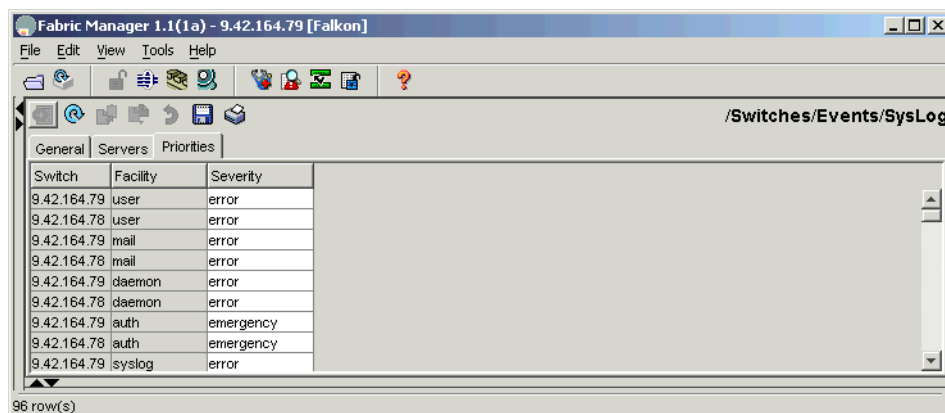 Fabric Manager 1.1(1a) - 9.42.164.79 [Falkon]
File Edit View Tools Help
/Switches/Events/SysLog
General Servers Priorities
Switch Facility Severity
9.42.164.79 user error
9.42.164.78 user error
9.42.164.79 mail error
9.42.164.78 mail error
9.42.164.79 daemon error
9.42.164.78 daemon error
9.42.164.79 auth emergency
9.42.164.78 auth emergency
9.42.164.79 syslog error
96 row(s)